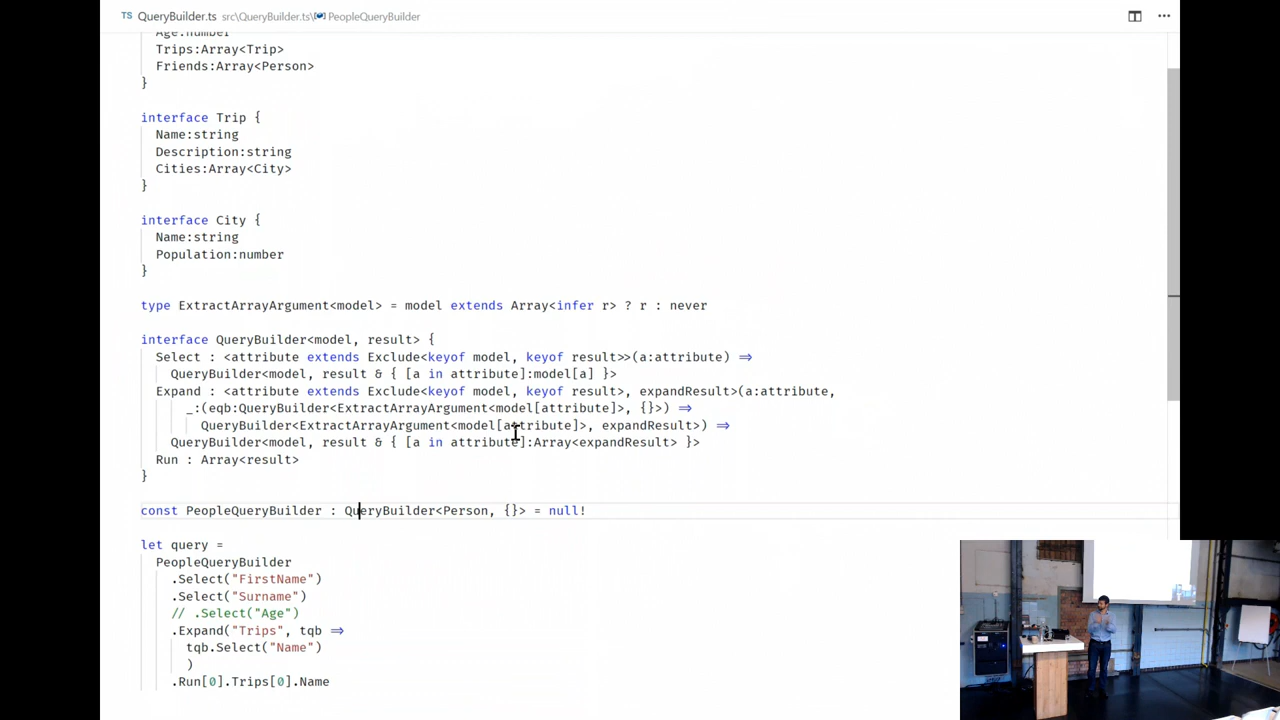 TS QueryBuilder.ts src\QueryBuilder.ts/ PeopleQueryBuilder
Age:number
Trips:Array<Trip>
Friends:Array<Person>
}
interface Trip {
Name:string
Description:string
Cities:Array<City>
}
interface City {
Name:string
Population:number
}
type ExtractArrayArgument<model> = model extends Array<infer r> ? r : never
interface QueryBuilder<model, result> {
Select : <attribute extends Exclude<keyof model, keyof result>>(a:attribute) ⇒
QueryBuilder<model, result & { [a in attribute]:model[a] }>
Expand : <attribute extends Exclude<keyof model, keyof result>, expandResult>(a:attribute,
_:(eqb:QueryBuilder<ExtractArrayArgument<model[attribute]>, {}>) ⇒
QueryBuilder<ExtractArrayArgument<model[attribute]>, expandResult>) ⇒
QueryBuilder<model, result & { [a in attribute]:Array<expandResult> }>
Run : Array<result>
}
const PeopleQueryBuilder : QueryBuilder<Person, {}> = null!
let query =
PeopleQueryBuilder
.Select("FirstName")
.Select("Surname")
// .Select("Age")
.Expand("Trips", tqb ⇒
tqb.Select("Name")
)
.Run[0].Trips[0].Name